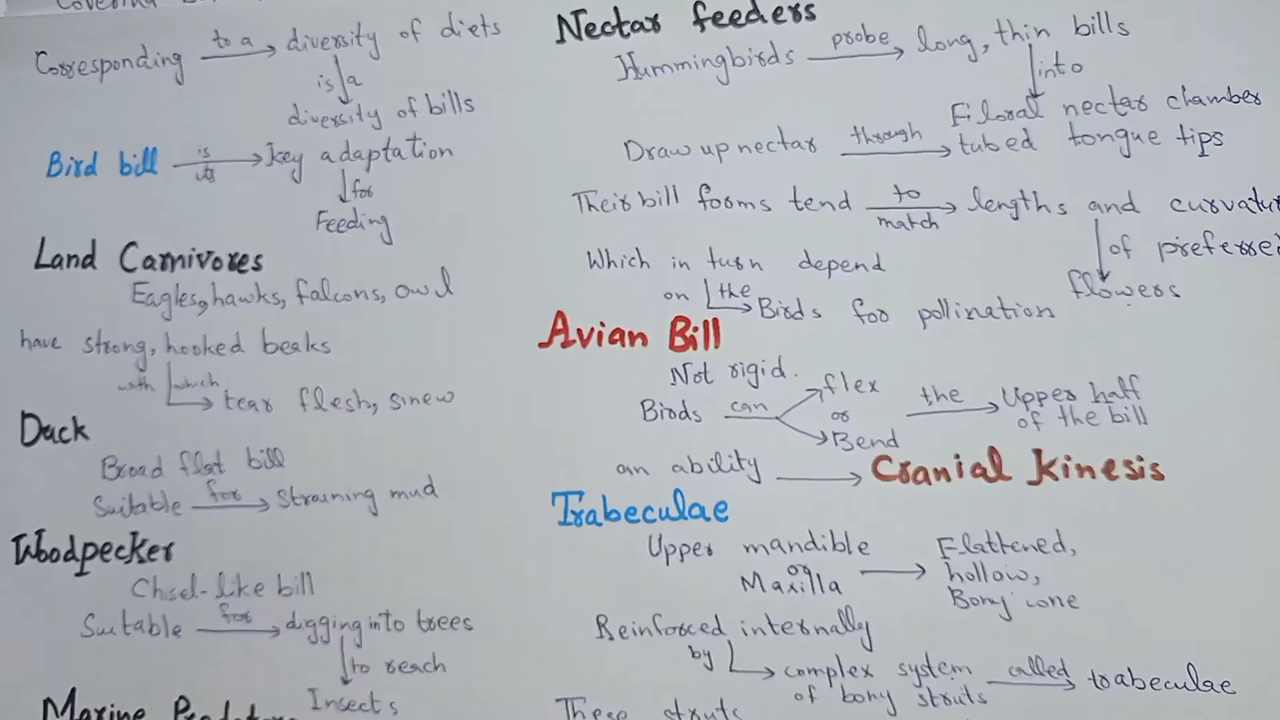 Corresponding to a diversity of diets
is a
diversity of bills
Bird bill is its key adaptation
for
Feeding
Land Carnivores
Eagles, hawks, falcons, owl
have strong, hooked beaks
with which
tear flesh, sinew
Duck
Broad flat bill
Suitable for straining mud
Woodpecker
Chsel-like bill
Suitable for digging into trees
to reach
Insects
Marine
Nectar feeders
Hummingbirds probe long, thin bills
into
Floral nectar chamber
Draw up nectar through tubed tongue tips
Their bill forms tend to match lengths and
of
flowers
Which in turn depend
on the Birds for pollination
Avian Bill
Not rigid.
Birds can flex or Bend the Upper half
of the bill
an ability Cranial Kinesis
Trabeculae
Upper mandible or Maxilla Flattened,
hollow,
Bony cone
Reinforced internally
by complex system called trabeculae
of bony struts
These struts